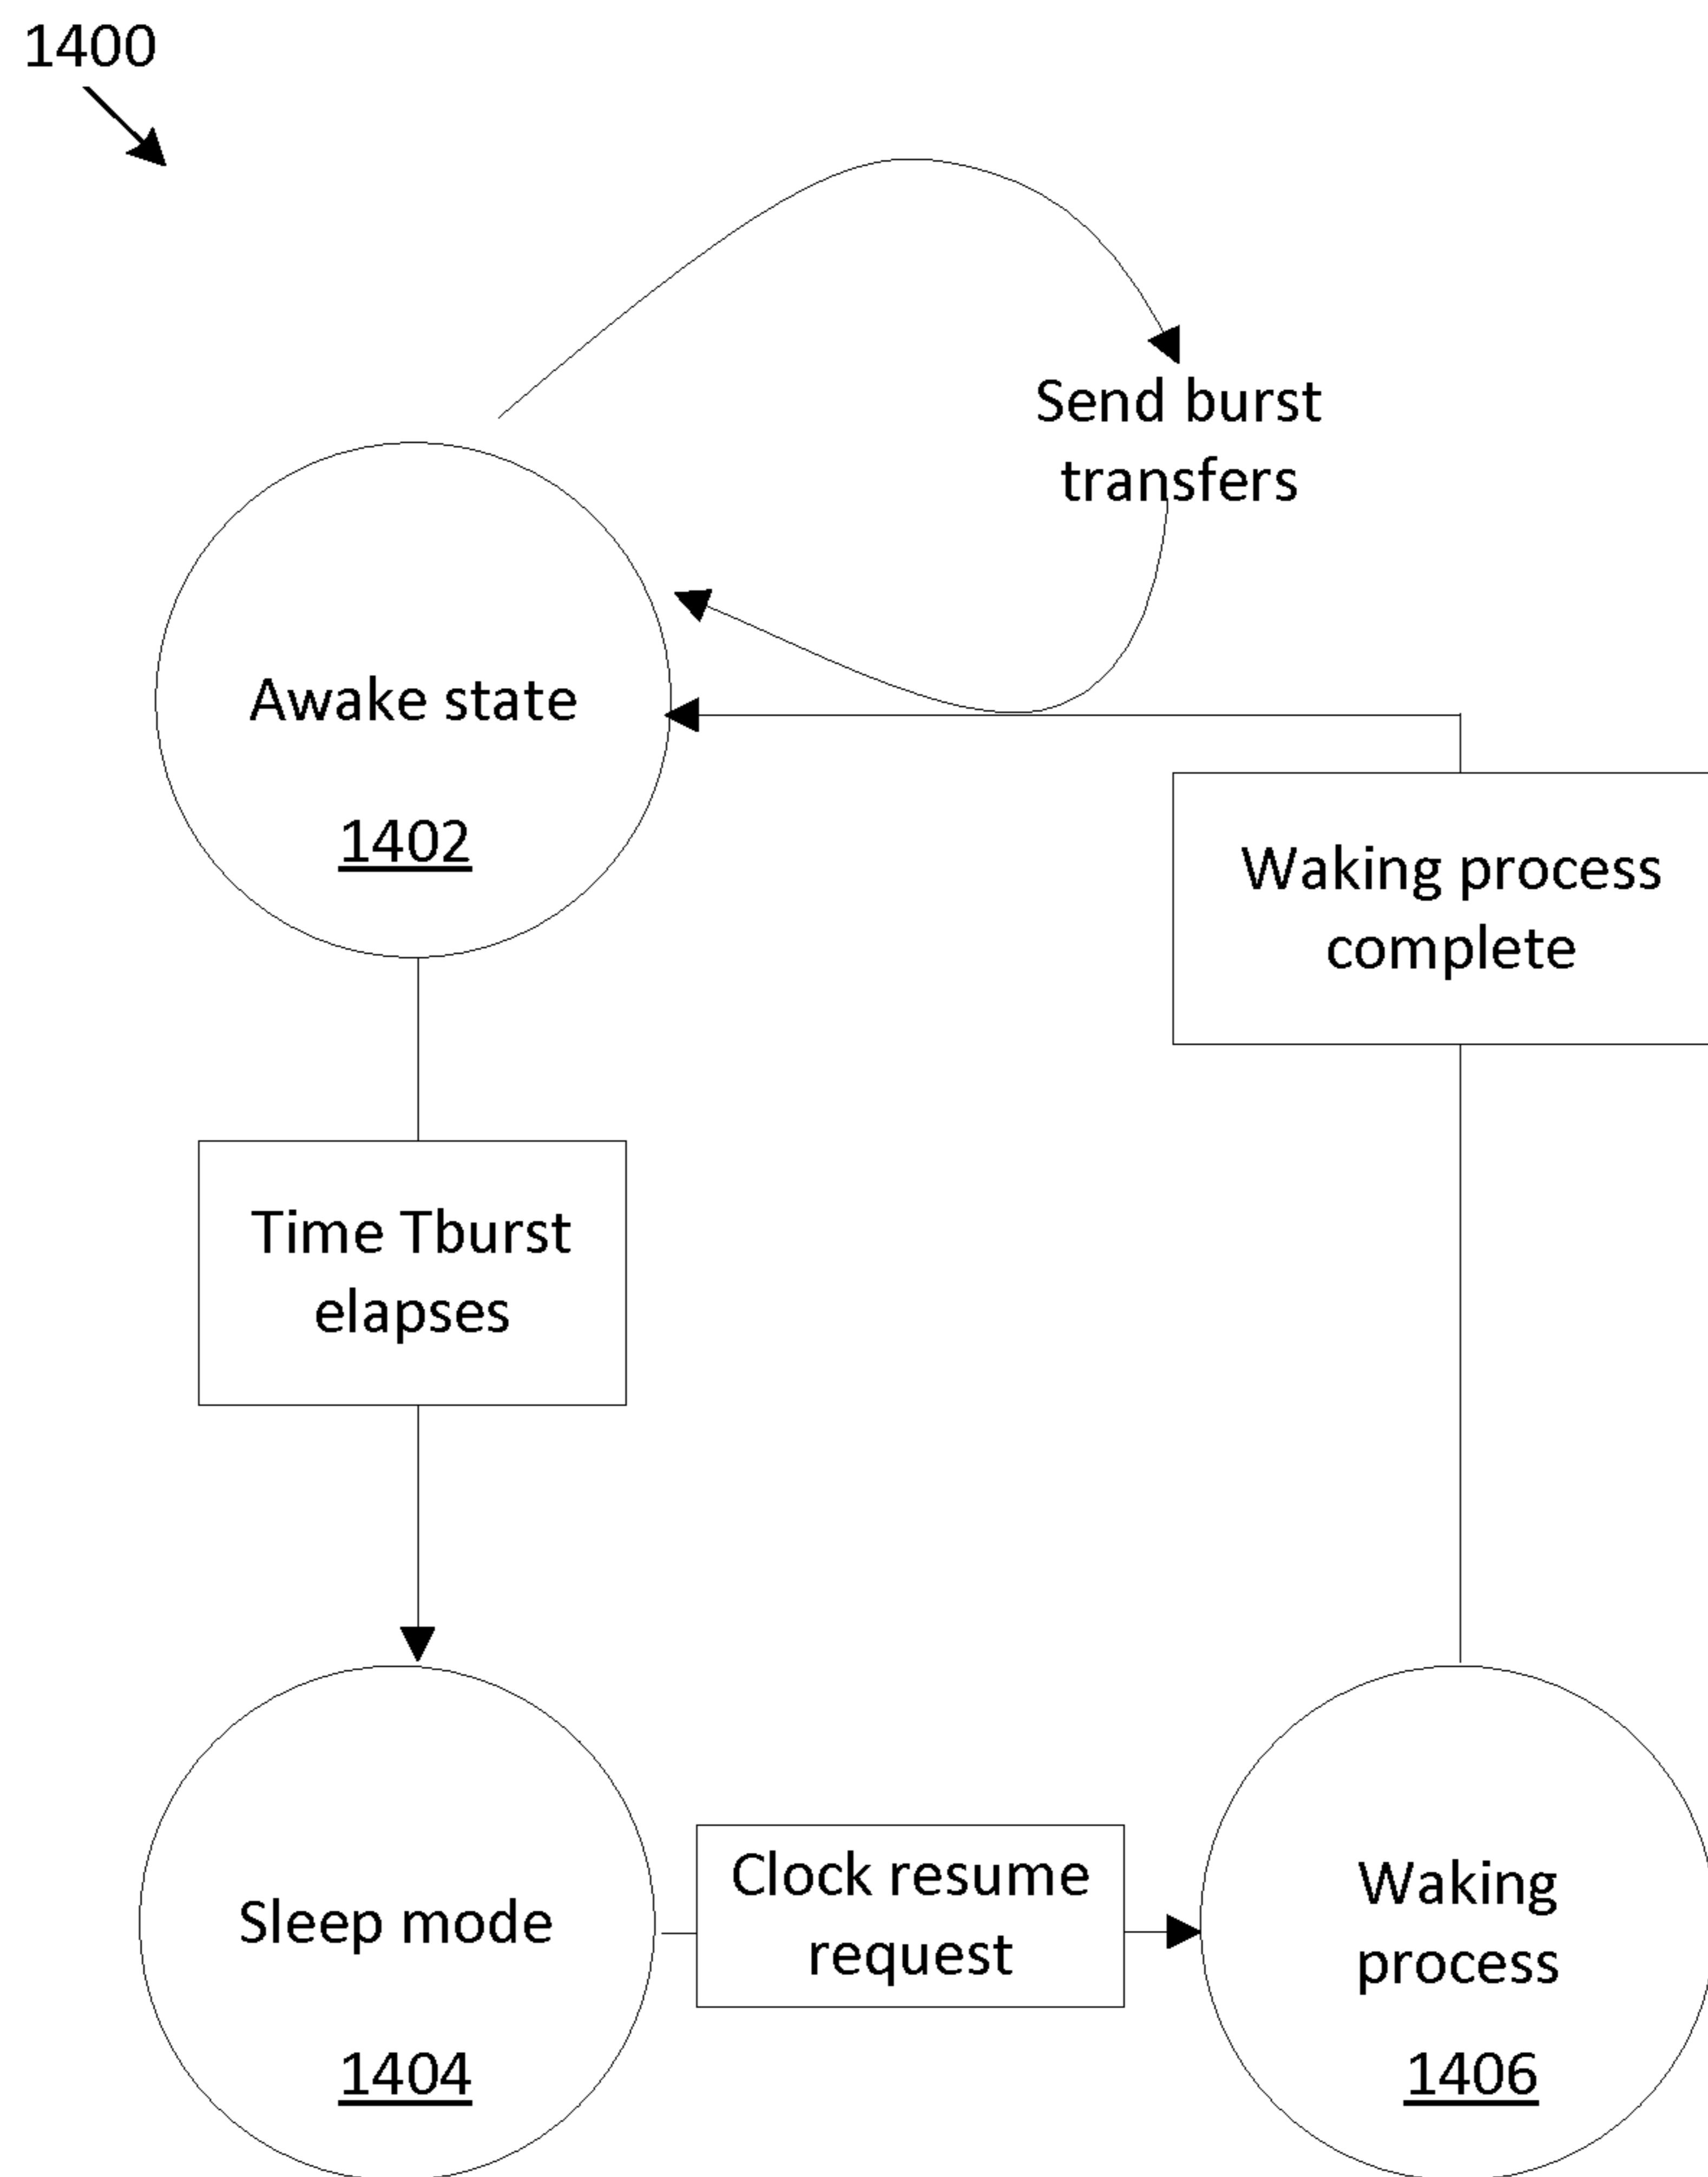 1400
Send burst
transfers
Awake state
1402
Waking process
complete
Time Tburst
elapses
Sleep mode
1404
Clock resume
request
Waking
process
1406